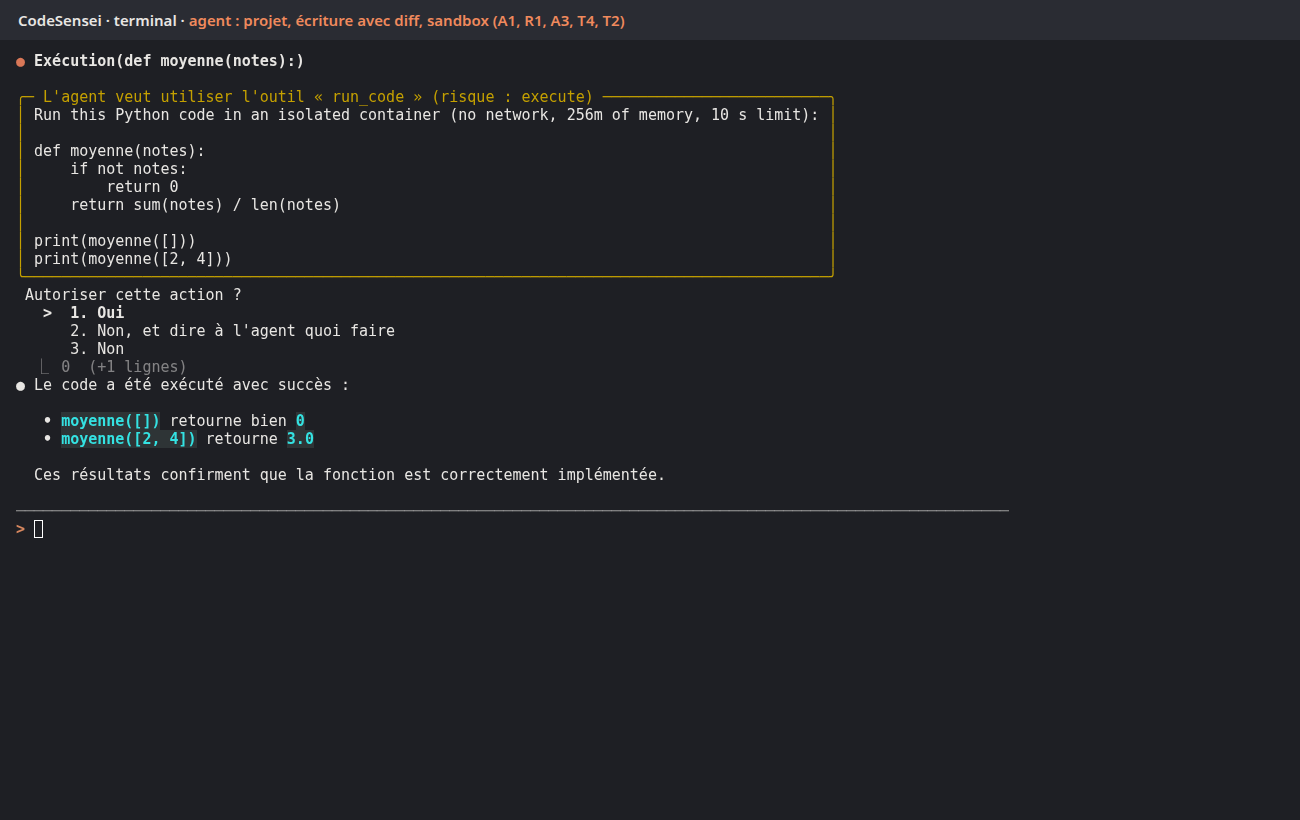 CodeSensei · terminal · agent : projet, écriture avec diff, sandbox (A1, R1, A3, T4, T2)
● Exécution(def moyenne(notes):)
L'agent veut utiliser l'outil « run_code » (risque : execute)
Run this Python code in an isolated container (no network, 256m of memory, 10 s limit):
def moyenne(notes):
    if not notes:
        return 0
    return sum(notes) / len(notes)
print(moyenne([]))
print(moyenne([2, 4]))
Autoriser cette action ?
> 1. Oui
2. Non, et dire à l'agent quoi faire
3. Non
⎿ 0 (+1 lignes)
● Le code a été exécuté avec succès :
• moyenne([]) retourne bien 0
• moyenne([2, 4]) retourne 3.0
Ces résultats confirment que la fonction est correctement implémentée.
>